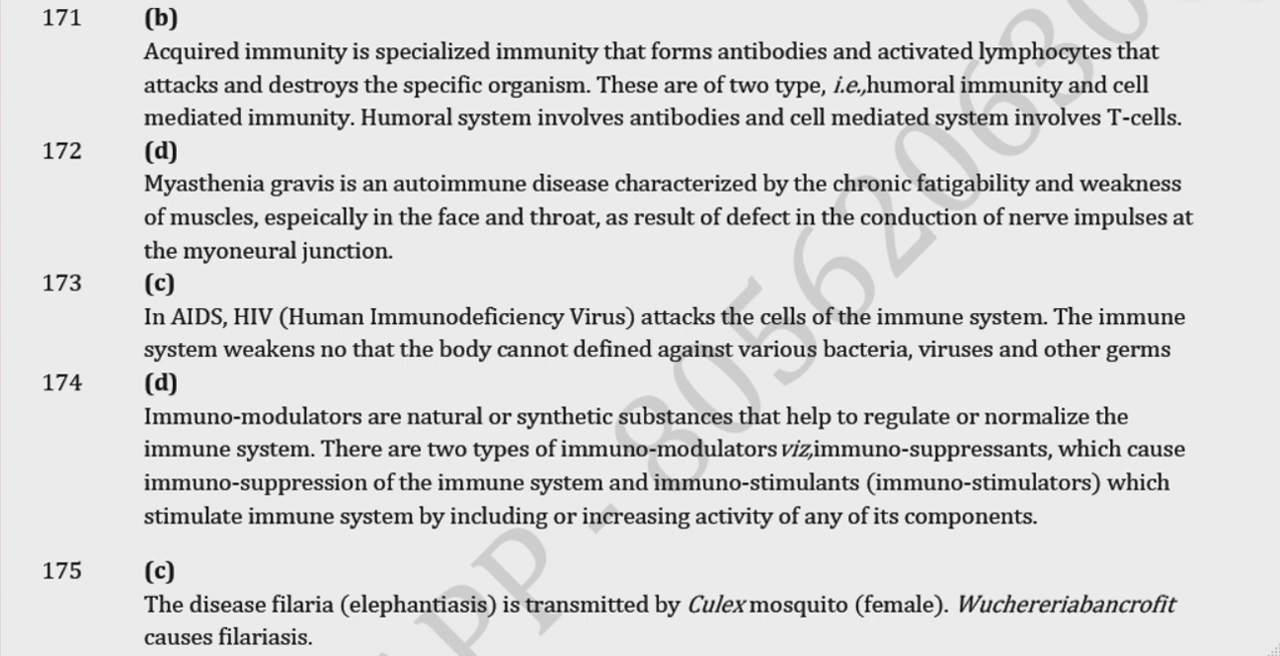 171 (b)
Acquired immunity is specialized immunity that forms antibodies and activated lymphocytes that
attacks and destroys the specific organism. These are of two type, i.e.,humoral immunity and cell
mediated immunity. Humoral system involves antibodies and cell mediated system involves T-cells.
172 (d)
Myasthenia gravis is an autoimmune disease characterized by the chronic fatigability and weakness
of muscles, espeically in the face and throat, as result of defect in the conduction of nerve impulses at
the myoneural junction.
173 (c)
In AIDS, HIV (Human Immunodeficiency Virus) attacks the cells of the immune system. The immune
system weakens no that the body cannot defined against various bacteria, viruses and other germs
174 (d)
Immuno-modulators are natural or synthetic substances that help to regulate or normalize the
immune system. There are two types of immuno-modulators viz,immuno-suppressants, which cause
immuno-suppression of the immune system and immuno-stimulants (immuno-stimulators) which
stimulate immune system by including or increasing activity of any of its components.
175 (c)
The disease filaria (elephantiasis) is transmitted by Culex mosquito (female). Wuchereriabancrofit
causes filariasis.
PP - 805620630